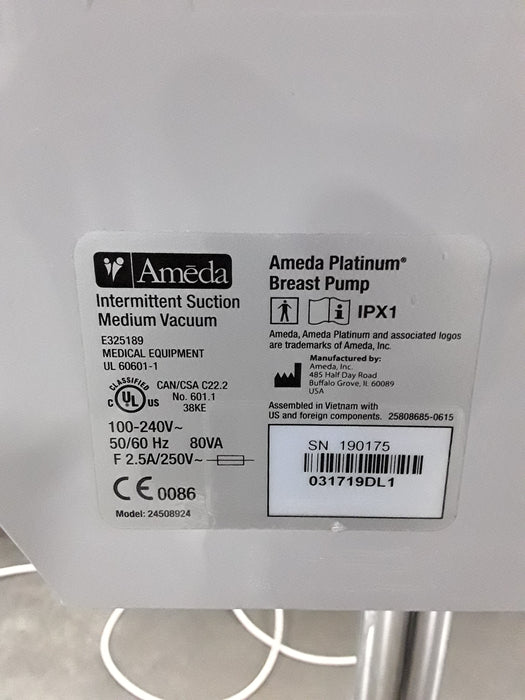 Amēda
Intermittent Suction
Medium Vacuum
E325189
MEDICAL EQUIPMENT
UL 60601-1
CLASSIFIED
C UL US
CAN/CSA C22.2
No. 601.1
38KE
100-240V~
50/60 Hz 80VA
F 2.5A/250V~
CE 0086
Model: 24508924
Ameda Platinum®
Breast Pump
i IPX1
Ameda, Ameda Platinum and associated logos
are trademarks of Ameda, Inc.
Manufactured by:
Ameda, Inc.
485 Half Day Road
Buffalo Grove, IL 60089
USA
Assembled in Vietnam with
US and foreign components. 25808685-0615
SN 190175
031719DL1